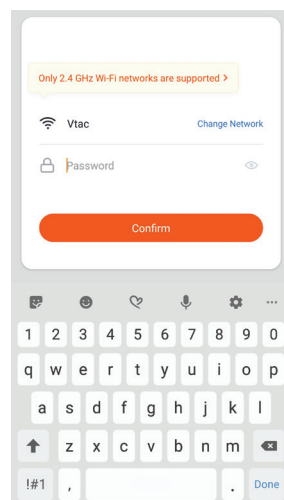 Only 2.4 GHz Wi-Fi networks are supported >
Vtac Change Network
Password
Confirm
1 2 3 4 5 6 7 8 9 0
q w e r t y u i o p
a s d f g h j k l
z x c v b n m
!#1 , . Done